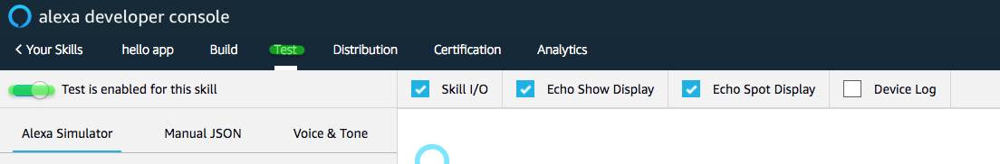 alexa developer console
< Your Skills hello app Build Test Distribution Certification Analytics
Test is enabled for this skill Skill I/O Echo Show Display Echo Spot Display Device Log
Alexa Simulator Manual JSON Voice & Tone